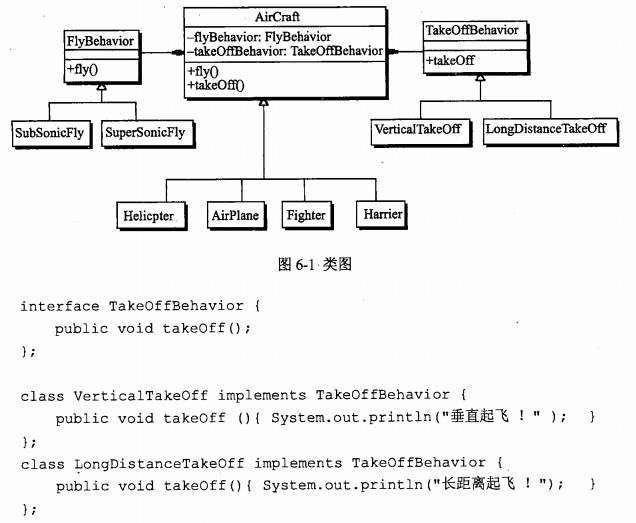 AirCraft
FlyBehavior
-flyBehavior: FlyBehavior
TakeOffBehavior
-takeOffBehavior: TakeOffBehavior
+fly()
+fly()
+takeOff
+takeOff()
SubSonicFly
SuperSonicFly
VerticalTakeOff
LongDistanceTakeOff
Helicpter
AirPlane
Fighter
Harrier
图 6-1 类图
interface TakeOffBehavior {
public void takeOff();
};
class VerticalTakeOff implements TakeOffBehavior {
public void takeOff (){ System.out.println("垂直起飞 ！" ); }
};
class LongDistanceTakeOff implements TakeOffBehavior {
public void takeOff(){ System.out.println("长距离起飞 ！"); }
};